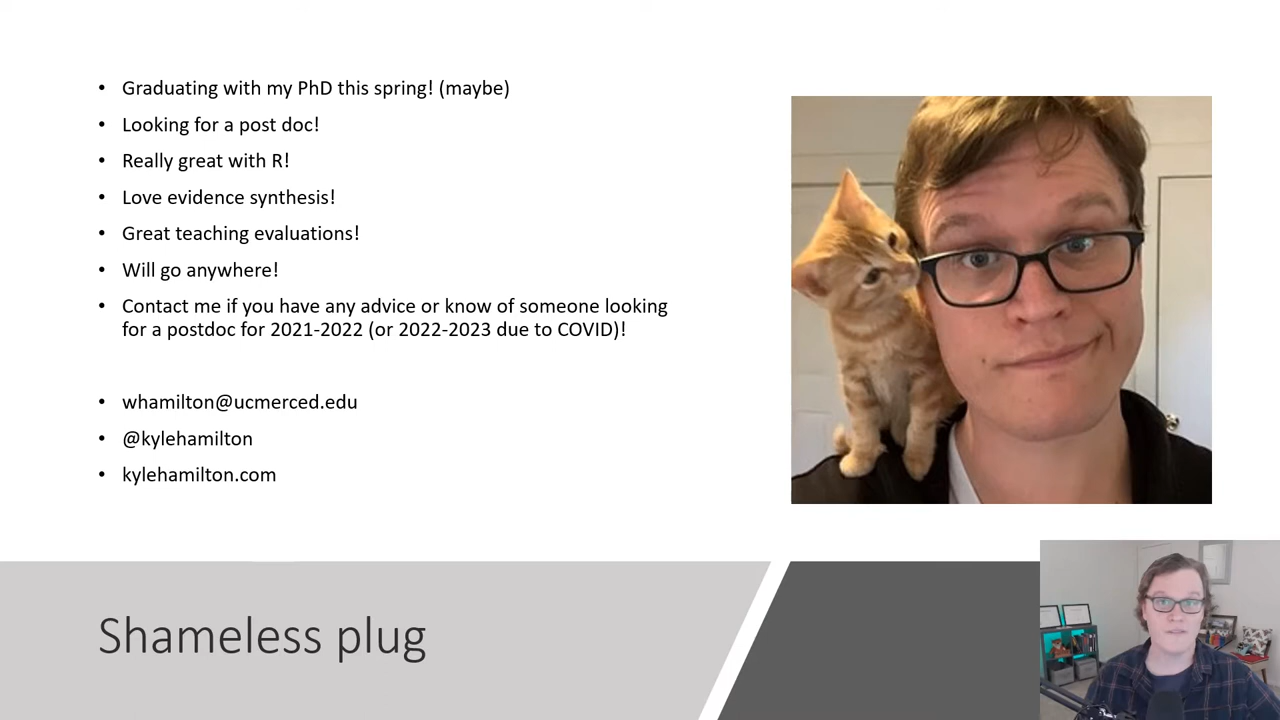 Graduating with my PhD this spring! (maybe)
Looking for a post doc!
Really great with R!
Love evidence synthesis!
Great teaching evaluations!
Will go anywhere!
Contact me if you have any advice or know of someone looking
for a postdoc for 2021-2022 (or 2022-2023 due to COVID)!
whamilton@ucmerced.edu
@kylehamilton
kylehamilton.com
Shameless plug